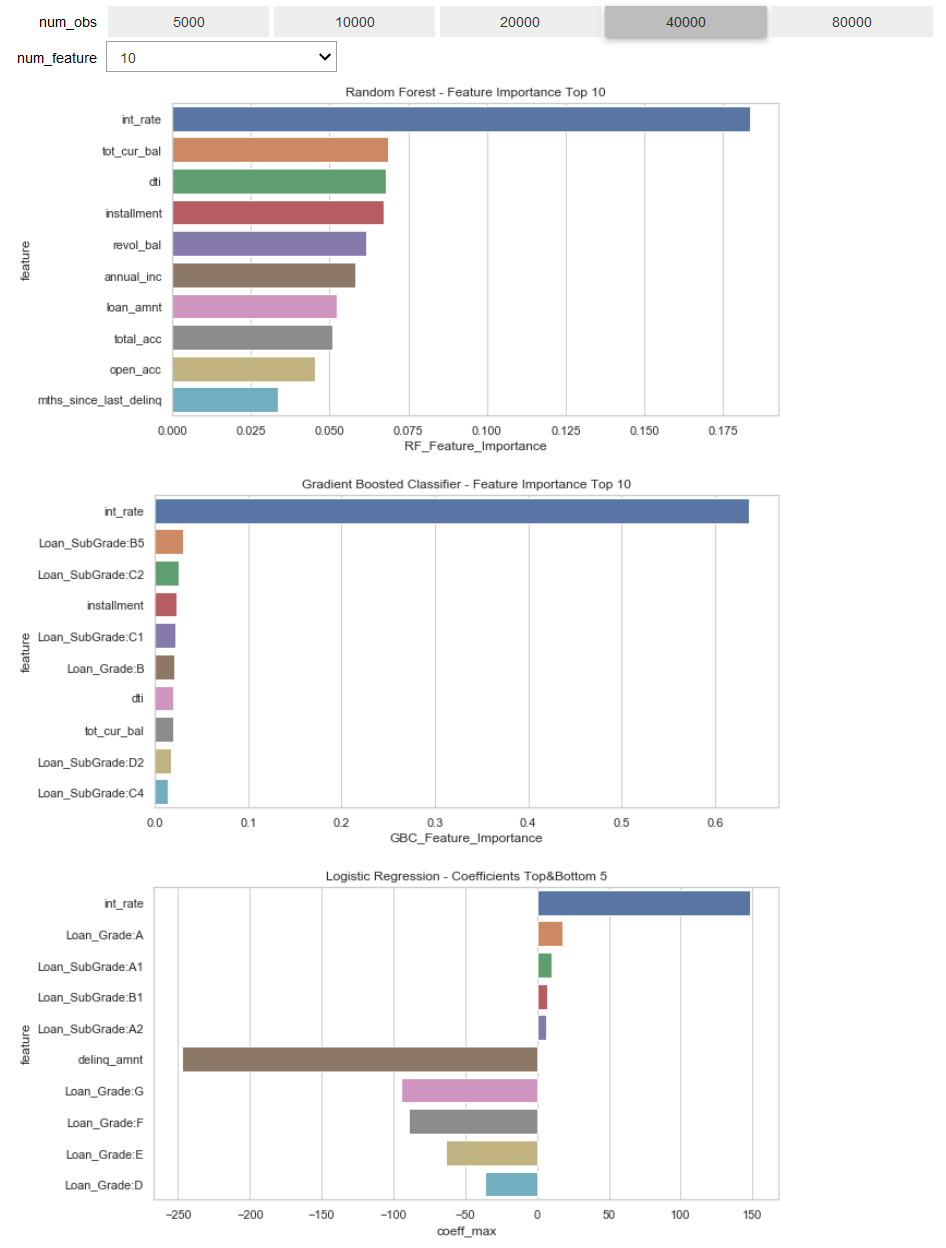 num_obs 5000 10000 20000 40000 80000
num_feature 10
Random Forest - Feature Importance Top 10
int_rate
tot_cur_bal
dti
installment
revol_bal
annual_inc
loan_amnt
total_acc
open_acc
mths_since_last_delinq
feature
0.000 0.025 0.050 0.075 0.100 0.125 0.150 0.175
RF_Feature_Importance
Gradient Boosted Classifier - Feature Importance Top 10
int_rate
Loan_SubGrade:B5
Loan_SubGrade:C2
installment
Loan_SubGrade:C1
Loan_Grade:B
dti
tot_cur_bal
Loan_SubGrade:D2
Loan_SubGrade:C4
feature
0.0 0.1 0.2 0.3 0.4 0.5 0.6
GBC_Feature_Importance
Logistic Regression - Coefficients Top&Bottom 5
int_rate
Loan_Grade:A
Loan_SubGrade:A1
Loan_SubGrade:B1
Loan_SubGrade:A2
delinq_amnt
Loan_Grade:G
Loan_Grade:F
Loan_Grade:E
Loan_Grade:D
feature
−250 −200 −150 −100 −50 0 50 100 150
coeff_max